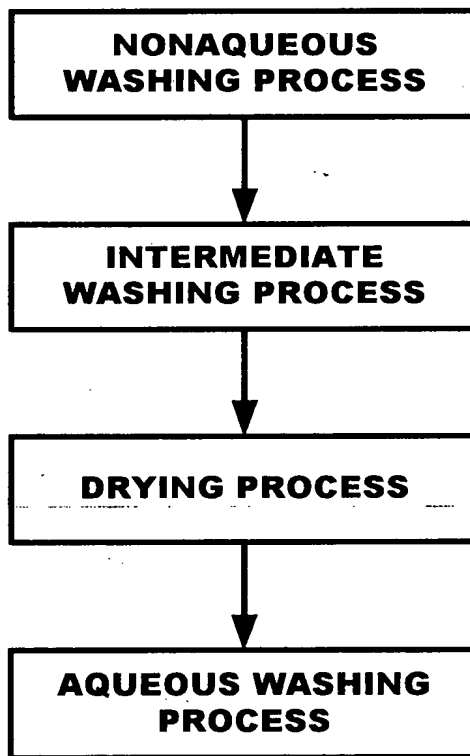 NONAQUEOUS
WASHING PROCESS
INTERMEDIATE
WASHING PROCESS
DRYING PROCESS
AQUEOUS WASHING
PROCESS